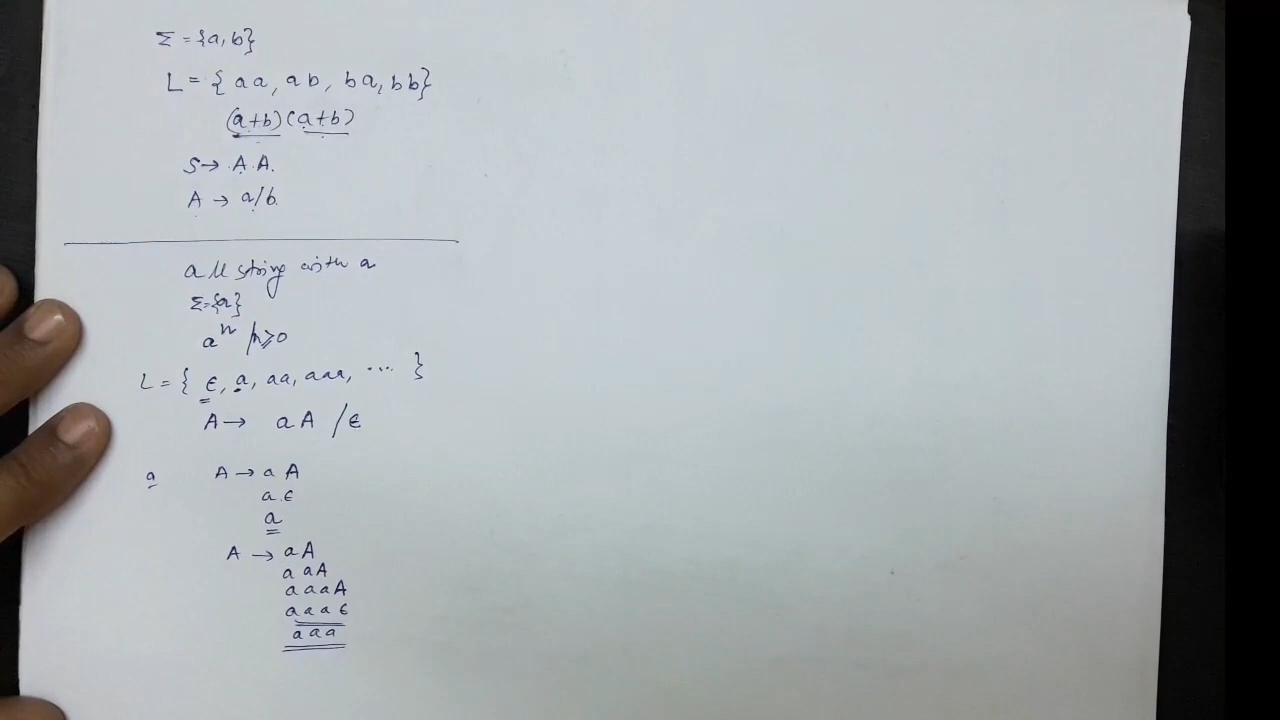 Σ = {a, b}
L = { aa, ab, ba, bb}
(a+b)(a+b)
S → A A.
A → a/b.
all string with a
Σ={a}
aⁿ /n≥0
L = { ε, a, aa, aaa, ... }
A → aA /ε
a A → a A
a.ε
a
A → aA
a aA
a a a A
a a a ε
a a a